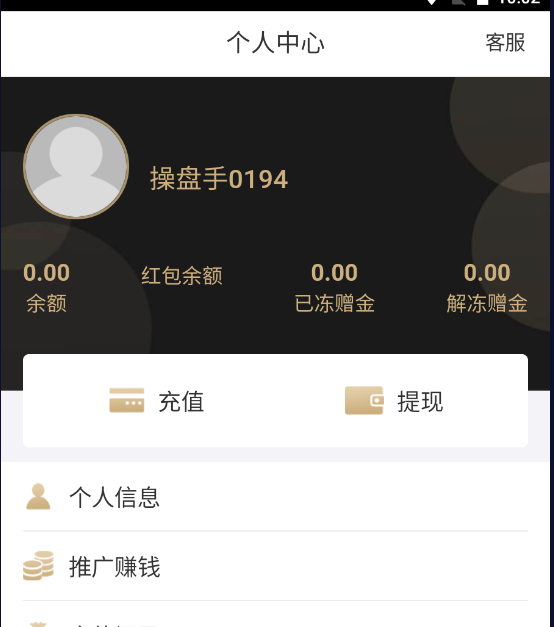 个人中心 客服
操盘手0194
0.00 红包余额 0.00 0.00
余额 已冻赠金 解冻赠金
充值 提现
个人信息
推广赚钱